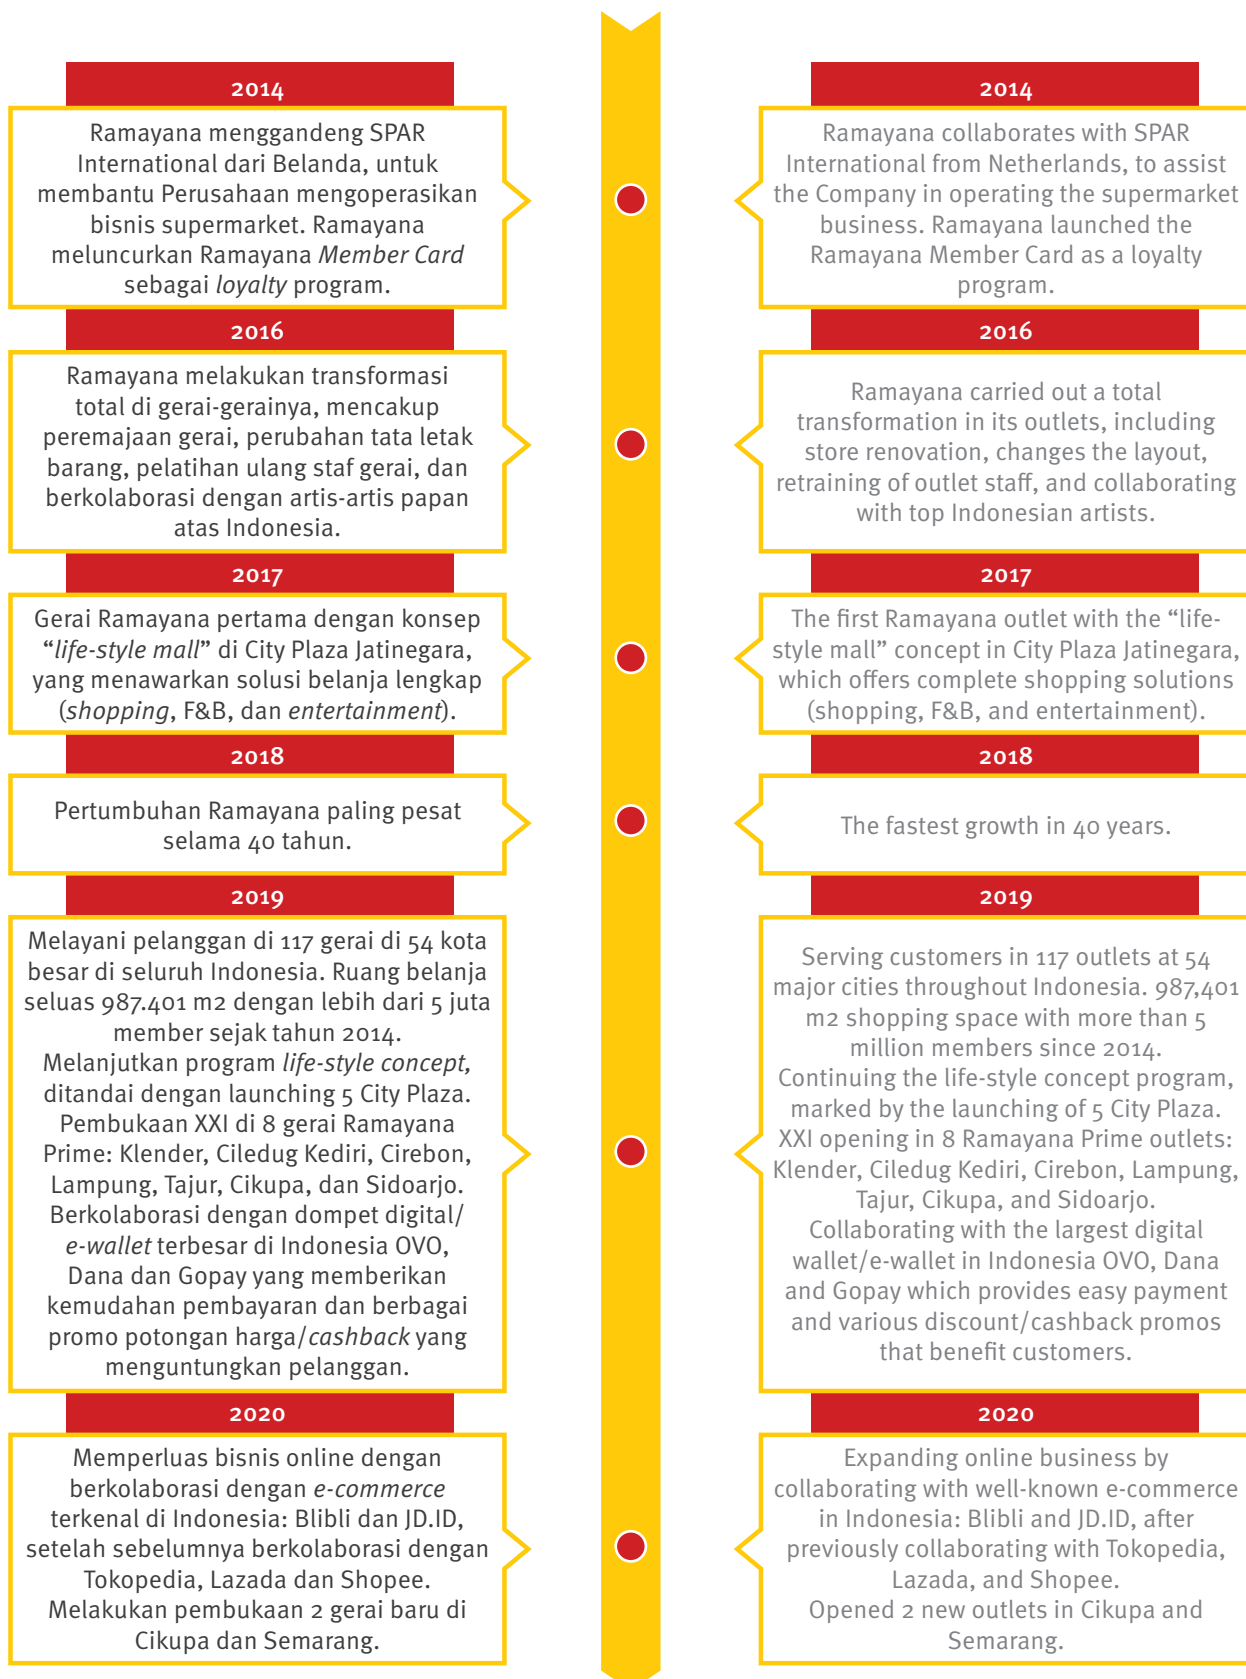 2014
Ramayana menggandeng SPAR
International dari Belanda, untuk
membantu Perusahaan mengoperasikan
bisnis supermarket. Ramayana
meluncurkan Ramayana Member Card
sebagai loyalty program.
2016
Ramayana melakukan transformasi
total di gerai-gerainya, mencakup
peremajaan gerai, perubahan tata letak
barang, pelatihan ulang staf gerai, dan
berkolaborasi dengan artis-artis papan
atas Indonesia.
2017
Gerai Ramayana pertama dengan konsep
“life-style mall” di City Plaza Jatinegara,
yang menawarkan solusi belanja lengkap
(shopping, F&B, dan entertainment).
2018
Pertumbuhan Ramayana paling pesat
selama 40 tahun.
2019
Melayani pelanggan di 117 gerai di 54 kota
besar di seluruh Indonesia. Ruang belanja
seluas 987.401 m2 dengan lebih dari 5 juta
member sejak tahun 2014.
Melanjutkan program life-style concept,
ditandai dengan launching 5 City Plaza.
Pembukaan XXI di 8 gerai Ramayana
Prime: Klender, Ciledug Kediri, Cirebon,
Lampung, Tajur, Cikupa, dan Sidoarjo.
Berkolaborasi dengan dompet digital/
e-wallet terbesar di Indonesia OVO,
Dana dan Gopay yang memberikan
kemudahan pembayaran dan berbagai
promo potongan harga/cashback yang
menguntungkan pelanggan.
2020
Memperluas bisnis online dengan
berkolaborasi dengan e-commerce
terkenal di Indonesia: Blibli dan JD.ID,
setelah sebelumnya berkolaborasi dengan
Tokopedia, Lazada dan Shopee.
Melakukan pembukaan 2 gerai baru di
Cikupa dan Semarang.
2014
Ramayana collaborates with SPAR
International from Netherlands, to assist
the Company in operating the supermarket
business. Ramayana launched the
Ramayana Member Card as a loyalty
program.
2016
Ramayana carried out a total
transformation in its outlets, including
store renovation, changes the layout,
retraining of outlet staff, and collaborating
with top Indonesian artists.
2017
The first Ramayana outlet with the “life-
style mall” concept in City Plaza Jatinegara,
which offers complete shopping solutions
(shopping, F&B, and entertainment).
2018
The fastest growth in 40 years.
2019
Serving customers in 117 outlets at 54
major cities throughout Indonesia. 987,401
m2 shopping space with more than 5
million members since 2014.
Continuing the life-style concept program,
marked by the launching of 5 City Plaza.
XXI opening in 8 Ramayana Prime outlets:
Klender, Ciledug Kediri, Cirebon, Lampung,
Tajur, Cikupa, and Sidoarjo.
Collaborating with the largest digital
wallet/e-wallet in Indonesia OVO, Dana
and Gopay which provides easy payment
and various discount/cashback promos
that benefit customers.
2020
Expanding online business by
collaborating with well-known e-commerce
in Indonesia: Blibli and JD.ID, after
previously collaborating with Tokopedia,
Lazada, and Shopee.
Opened 2 new outlets in Cikupa and
Semarang.